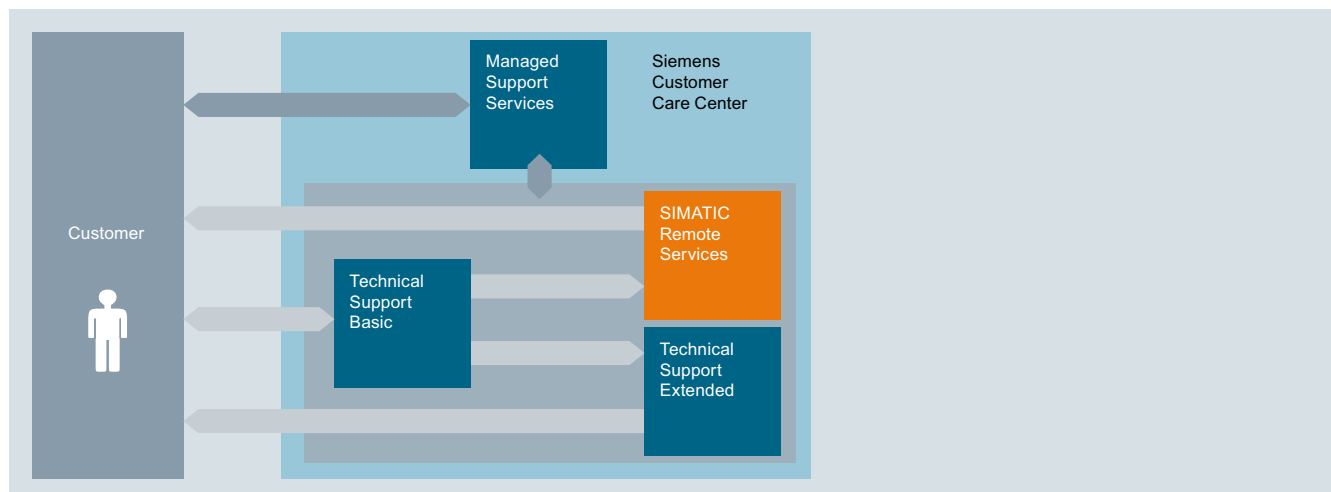 Managed
Support
Services
Siemens
Customer
Care Center
Customer
SIMATIC
Remote
Services
Technical
Support
Basic
Technical
Support
Extended